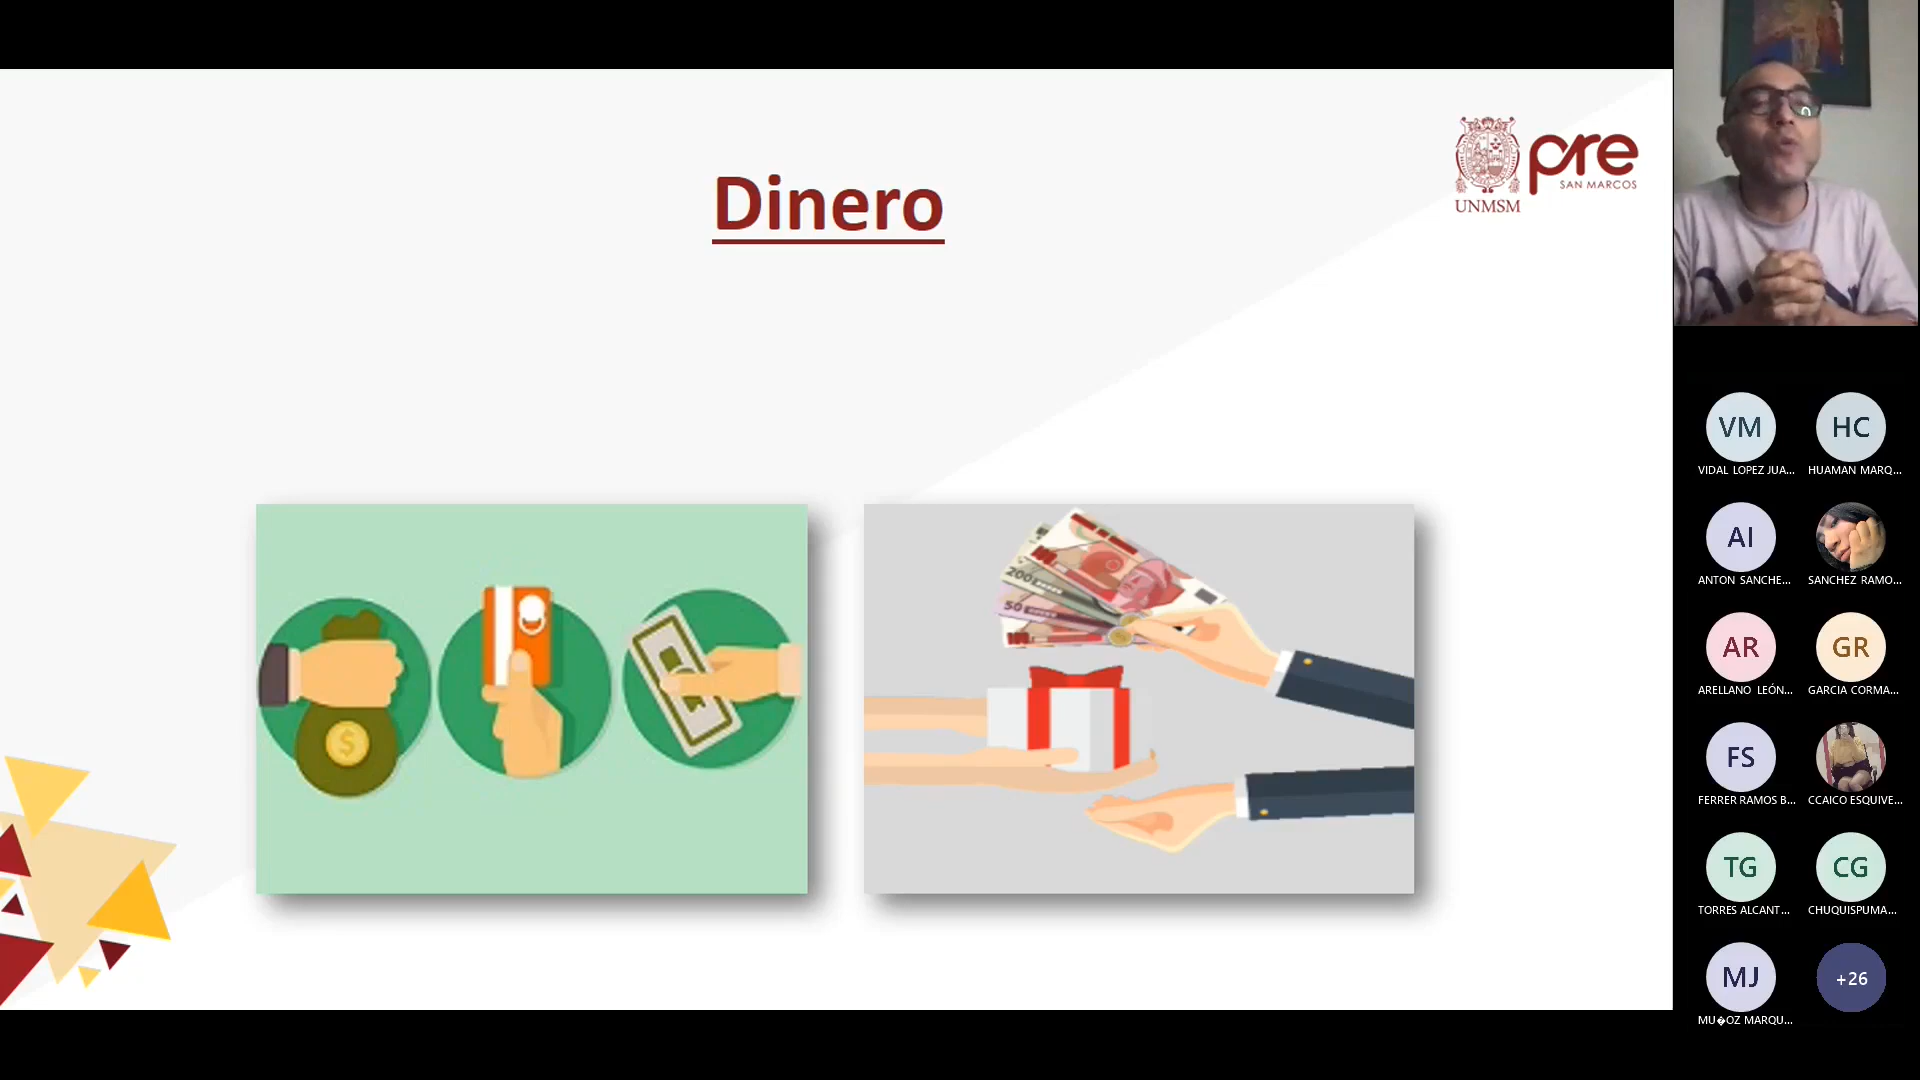 Dinero
UNMSM
pre
SAN MARCOS
$
200
50
VM
HC
VIDAL LOPEZ JUA...
HUAMAN MARQ...
AI
ANTON SANCHE...
SANCHEZ RAMO...
AR
GR
ARELLANO LEÓN...
GARCIA CORMA...
FS
FERRER RAMOS B...
CCAICO ESQUIVE...
TG
CG
TORRES ALCANT...
CHUQUISPUMA...
MJ
+26
MU�OZ MARQU...